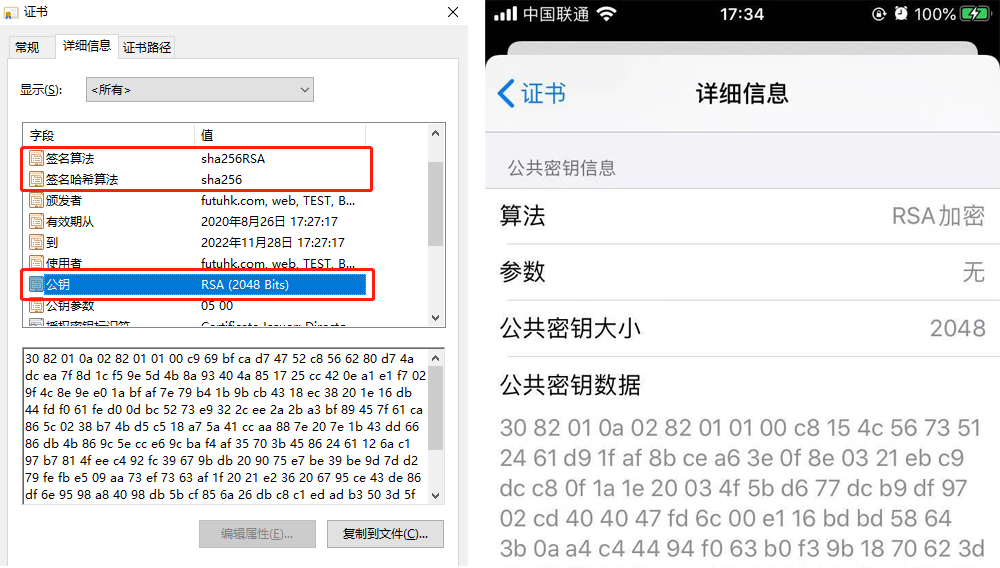 证书
常规 详细信息 证书路径
显示(S): <所有>
字段 值
签名算法 sha256RSA
签名哈希算法 sha256
颁发者 futuhk.com, web, TEST, B...
有效期从 2020年8月26日 17:27:17
到 2022年11月28日 17:27:17
使用者 futuhk.com, web, TEST, B...
公钥 RSA (2048 Bits)
公钥参数 05 00
授权密钥标识符 Certificate Issuer: Directo...
30 82 01 0a 02 82 01 01 00 c9 69 bf ca d7 47 52 c8 56 62 80 d7 4a
dc ea 7f 8d 1c f5 9e 5d 4b 8a 93 40 4a 85 17 25 cc 42 0e a1 e1 f7 02
9f 4c 8e 9e e0 1a bf af 7e 79 b4 1b 9b cb 43 18 ec 38 20 1e 16 db
44 fd f0 61 fe d0 0d bc 52 73 e9 32 2c ee 2a 2b a3 bf 89 45 7f 61 ca
86 5c 02 38 b7 4b d5 c5 18 a7 5a 41 cc aa 88 7e 20 7e 1b 43 dd 66
86 db 4b 86 9c 5e cc e6 9c ba f4 af 35 70 3b 45 86 24 61 12 6a c1
97 b7 81 4f ee c4 92 fc 39 67 9b db 20 90 75 e7 be 39 be 9d 7d d2
79 fe fb e5 09 aa 73 ef 73 63 af 1f 20 21 e2 36 20 67 95 ce 43 de 86
df 6e 95 98 a8 40 98 db 5b cf 85 6a 26 db c8 c1 ed ad b3 50 3d 5f
编辑属性(E)... 复制到文件(C)...
中国联通 17:34 100%
证书 详细信息
公共密钥信息
算法 RSA加密
参数 无
公共密钥大小 2048
公共密钥数据
30 82 01 0a 02 82 01 01 00 c8 15 4c 56 73 51
24 61 d9 1f af 8b ce a6 3e 0f 8e 03 21 eb c9
dc c8 0f 1a 1e 20 03 4f 5b d6 77 dc b9 df 97
02 cd 40 40 47 fd 6c 00 e1 16 bd bd 58 64
3b 0a a4 c4 44 94 f0 63 b0 f3 9b 18 70 62 3d